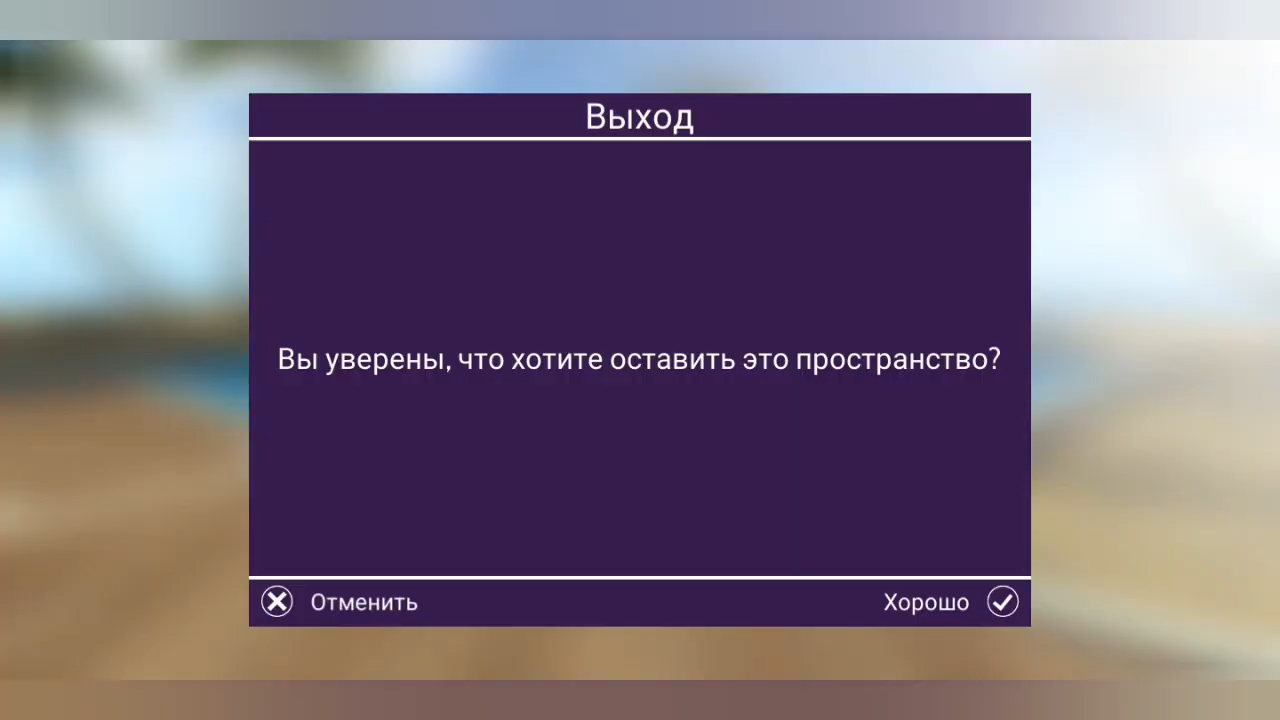 Выход
Вы уверены, что хотите оставить это пространство?
Отменить
Хорошо